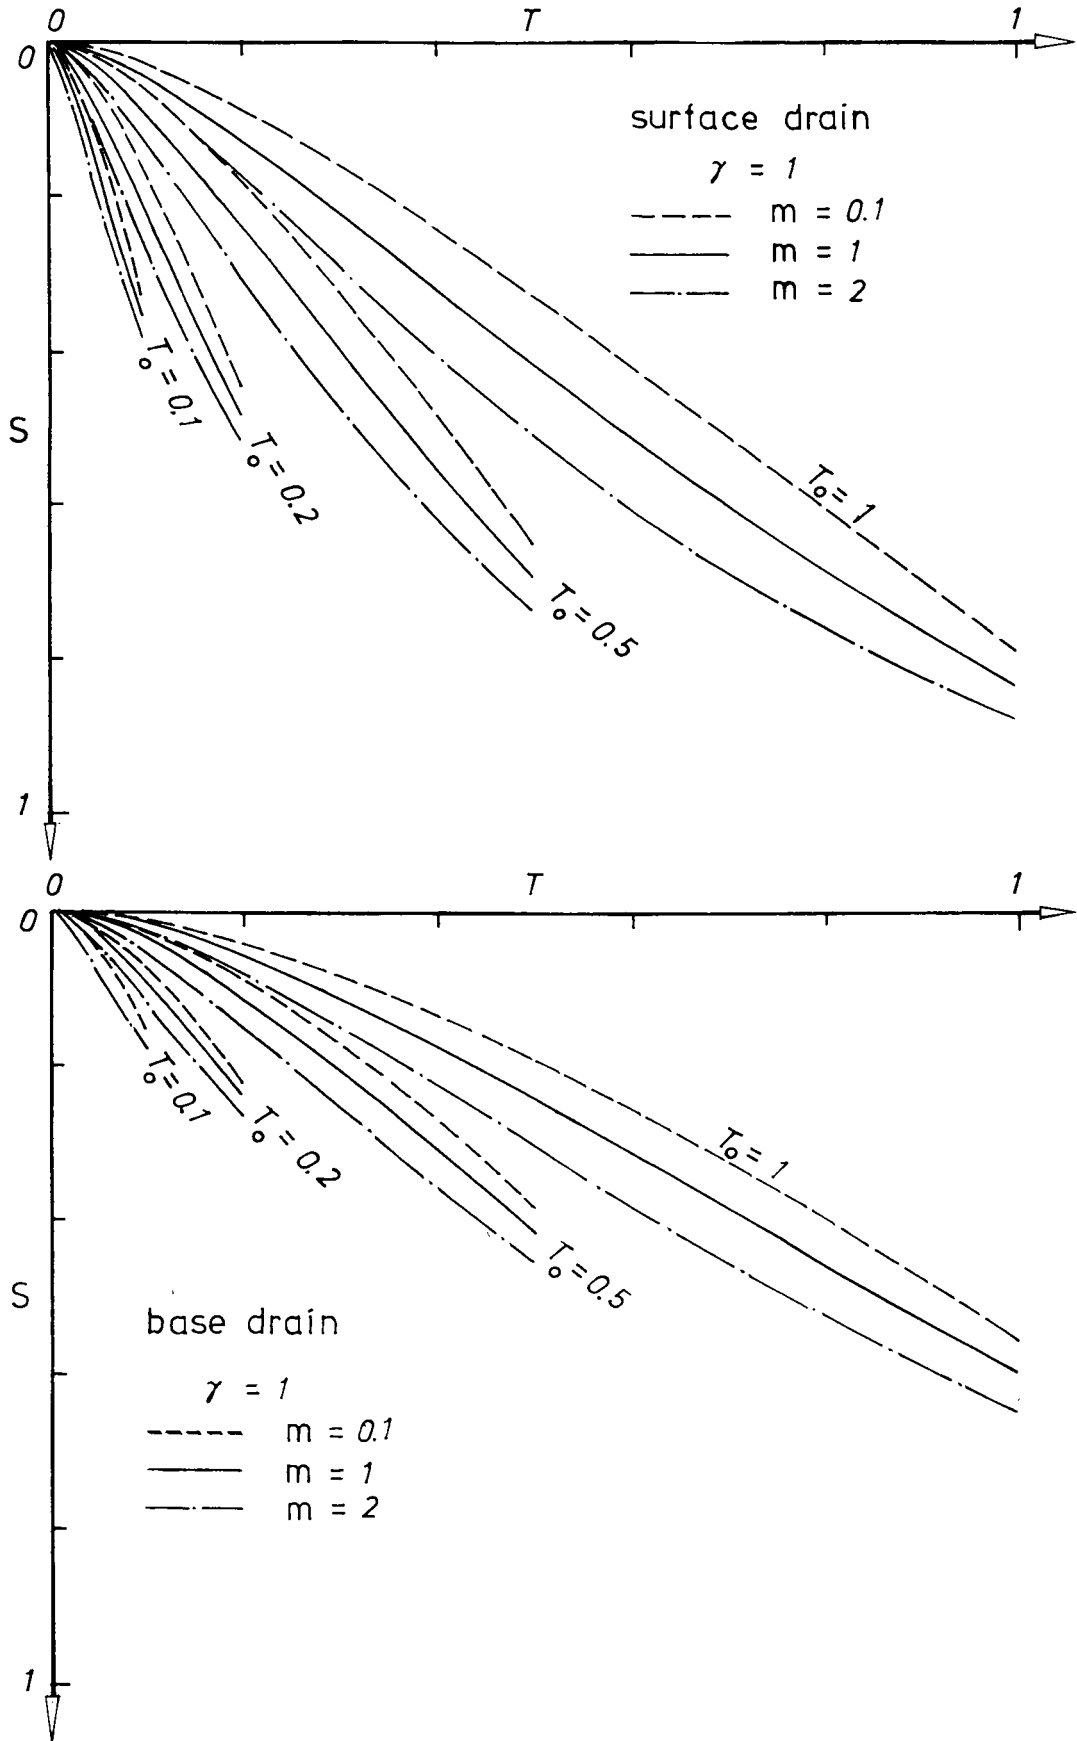 0 T 1
0
surface drain
γ = 1
m = 0.1
m = 1
m = 2
T₀ = 0.1
S
T₀ = 0.2
T₀ = 1
T₀ = 0.5
1
0 T 1
0
T₀ = 0.1
T₀ = 0.2
T₀ = 1
T₀ = 0.5
S
base drain
γ = 1
m = 0.1
m = 1
m = 2
1